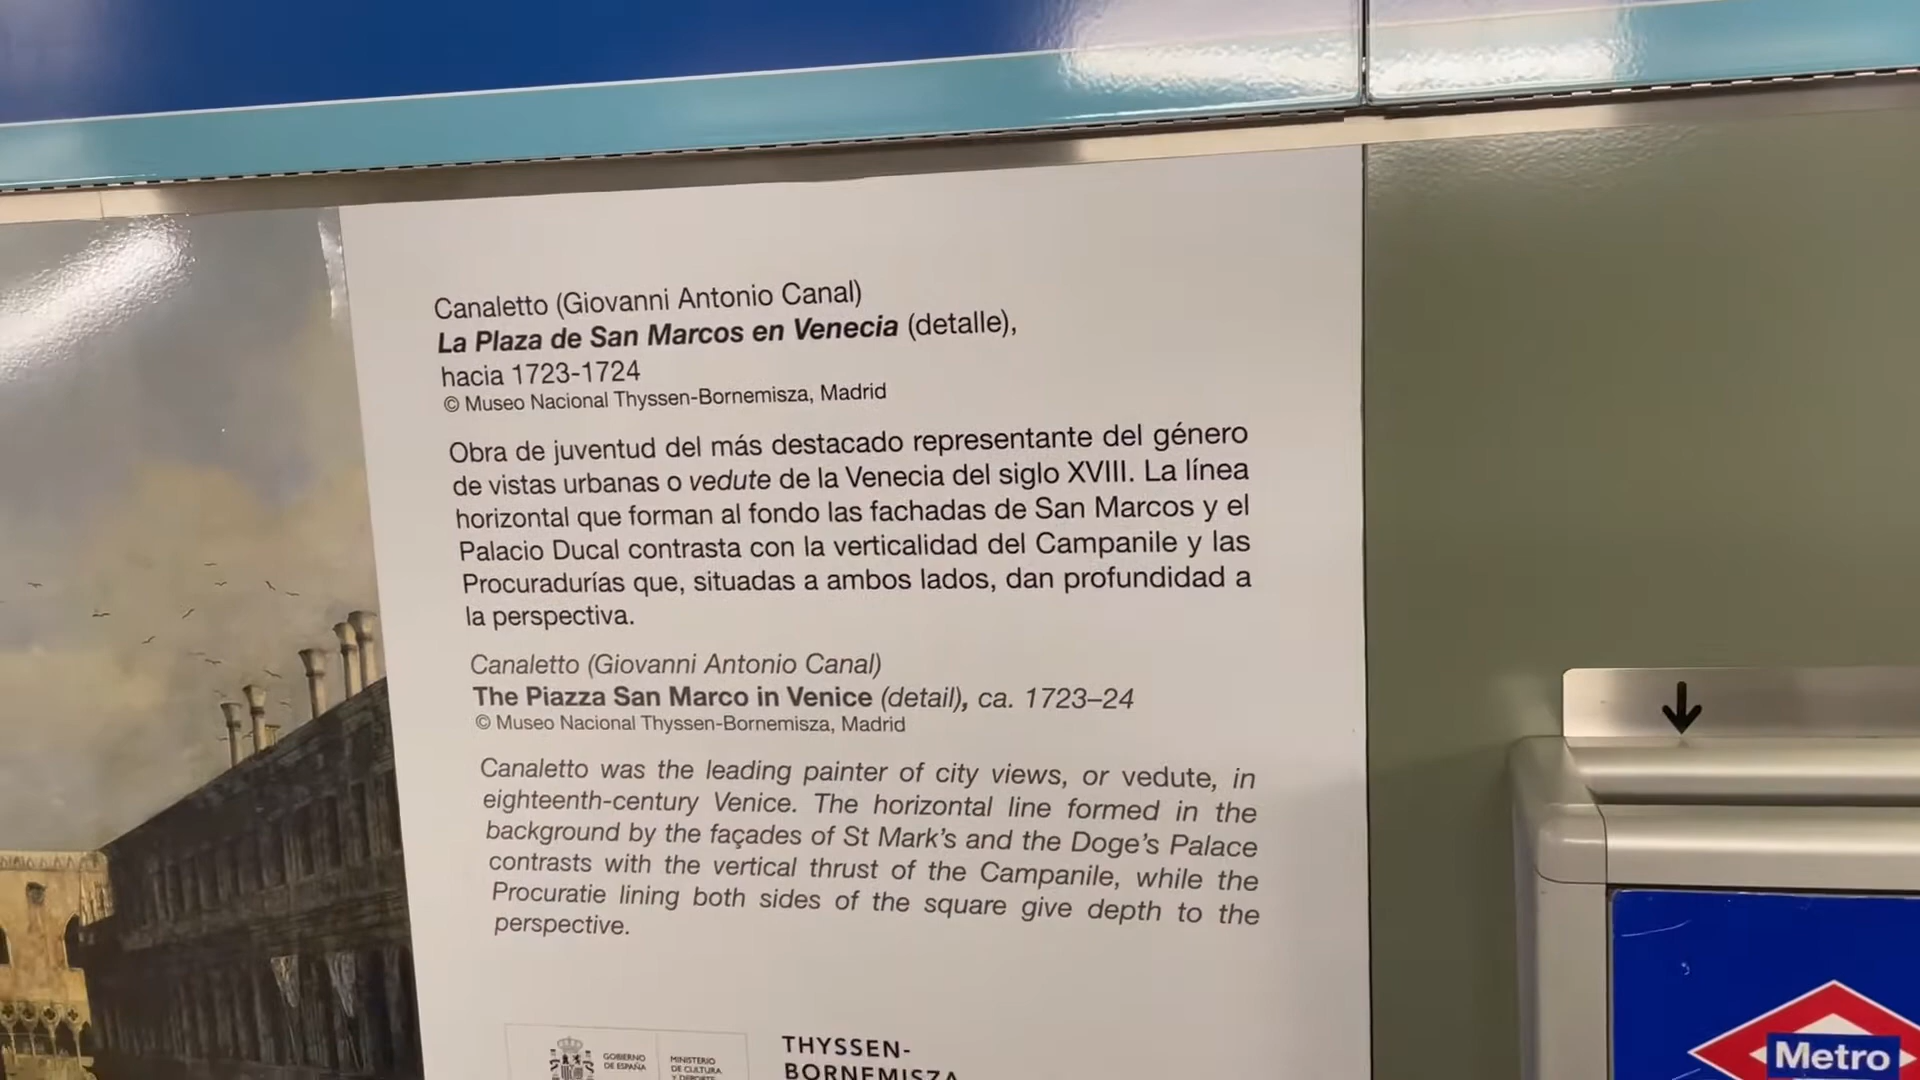 Canaletto (Giovanni Antonio Canal)
La Plaza de San Marcos en Venecia (detalle),
hacia 1723-1724
© Museo Nacional Thyssen-Bornemisza, Madrid
Obra de juventud del más destacado representante del género
de vistas urbanas o vedute de la Venecia del siglo XVIII. La línea
horizontal que forman al fondo las fachadas de San Marcos y el
Palacio Ducal contrasta con la verticalidad del Campanile y las
Procuradurías que, situadas a ambos lados, dan profundidad a
la perspectiva.
Canaletto (Giovanni Antonio Canal)
The Piazza San Marco in Venice (detail), ca. 1723–24
© Museo Nacional Thyssen-Bornemisza, Madrid
Canaletto was the leading painter of city views, or vedute, in
eighteenth-century Venice. The horizontal line formed in the
background by the façades of St Mark's and the Doge's Palace
contrasts with the vertical thrust of the Campanile, while the
Procuratie lining both sides of the square give depth to the
perspective.
GOBIERNO
DE ESPAÑA
MINISTERIO
DE CULTURA
Y DEPORTE
THYSSEN-
BORNEMISZA
Metro